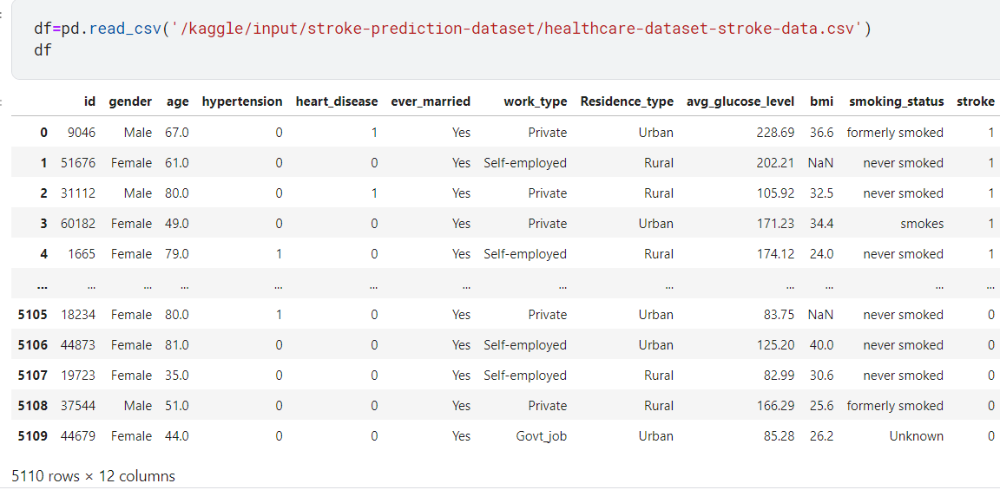 df=pd.read_csv('/kaggle/input/stroke-prediction-dataset/healthcare-dataset-stroke-data.csv')
df
id gender age hypertension heart_disease ever_married work_type Residence_type avg_glucose_level bmi smoking_status stroke
0 9046 Male 67.0 0 1 Yes Private Urban 228.69 36.6 formerly smoked 1
1 51676 Female 61.0 0 0 Yes Self-employed Rural 202.21 NaN never smoked 1
2 31112 Male 80.0 0 1 Yes Private Rural 105.92 32.5 never smoked 1
3 60182 Female 49.0 0 0 Yes Private Urban 171.23 34.4 smokes 1
4 1665 Female 79.0 1 0 Yes Self-employed Rural 174.12 24.0 never smoked 1
... ... ... ... ... ... ... ... ... ... ... ... ...
5105 18234 Female 80.0 1 0 Yes Private Urban 83.75 NaN never smoked 0
5106 44873 Female 81.0 0 0 Yes Self-employed Urban 125.20 40.0 never smoked 0
5107 19723 Female 35.0 0 0 Yes Self-employed Rural 82.99 30.6 never smoked 0
5108 37544 Male 51.0 0 0 Yes Private Rural 166.29 25.6 formerly smoked 0
5109 44679 Female 44.0 0 0 Yes Govt_job Urban 85.28 26.2 Unknown 0
5110 rows × 12 columns